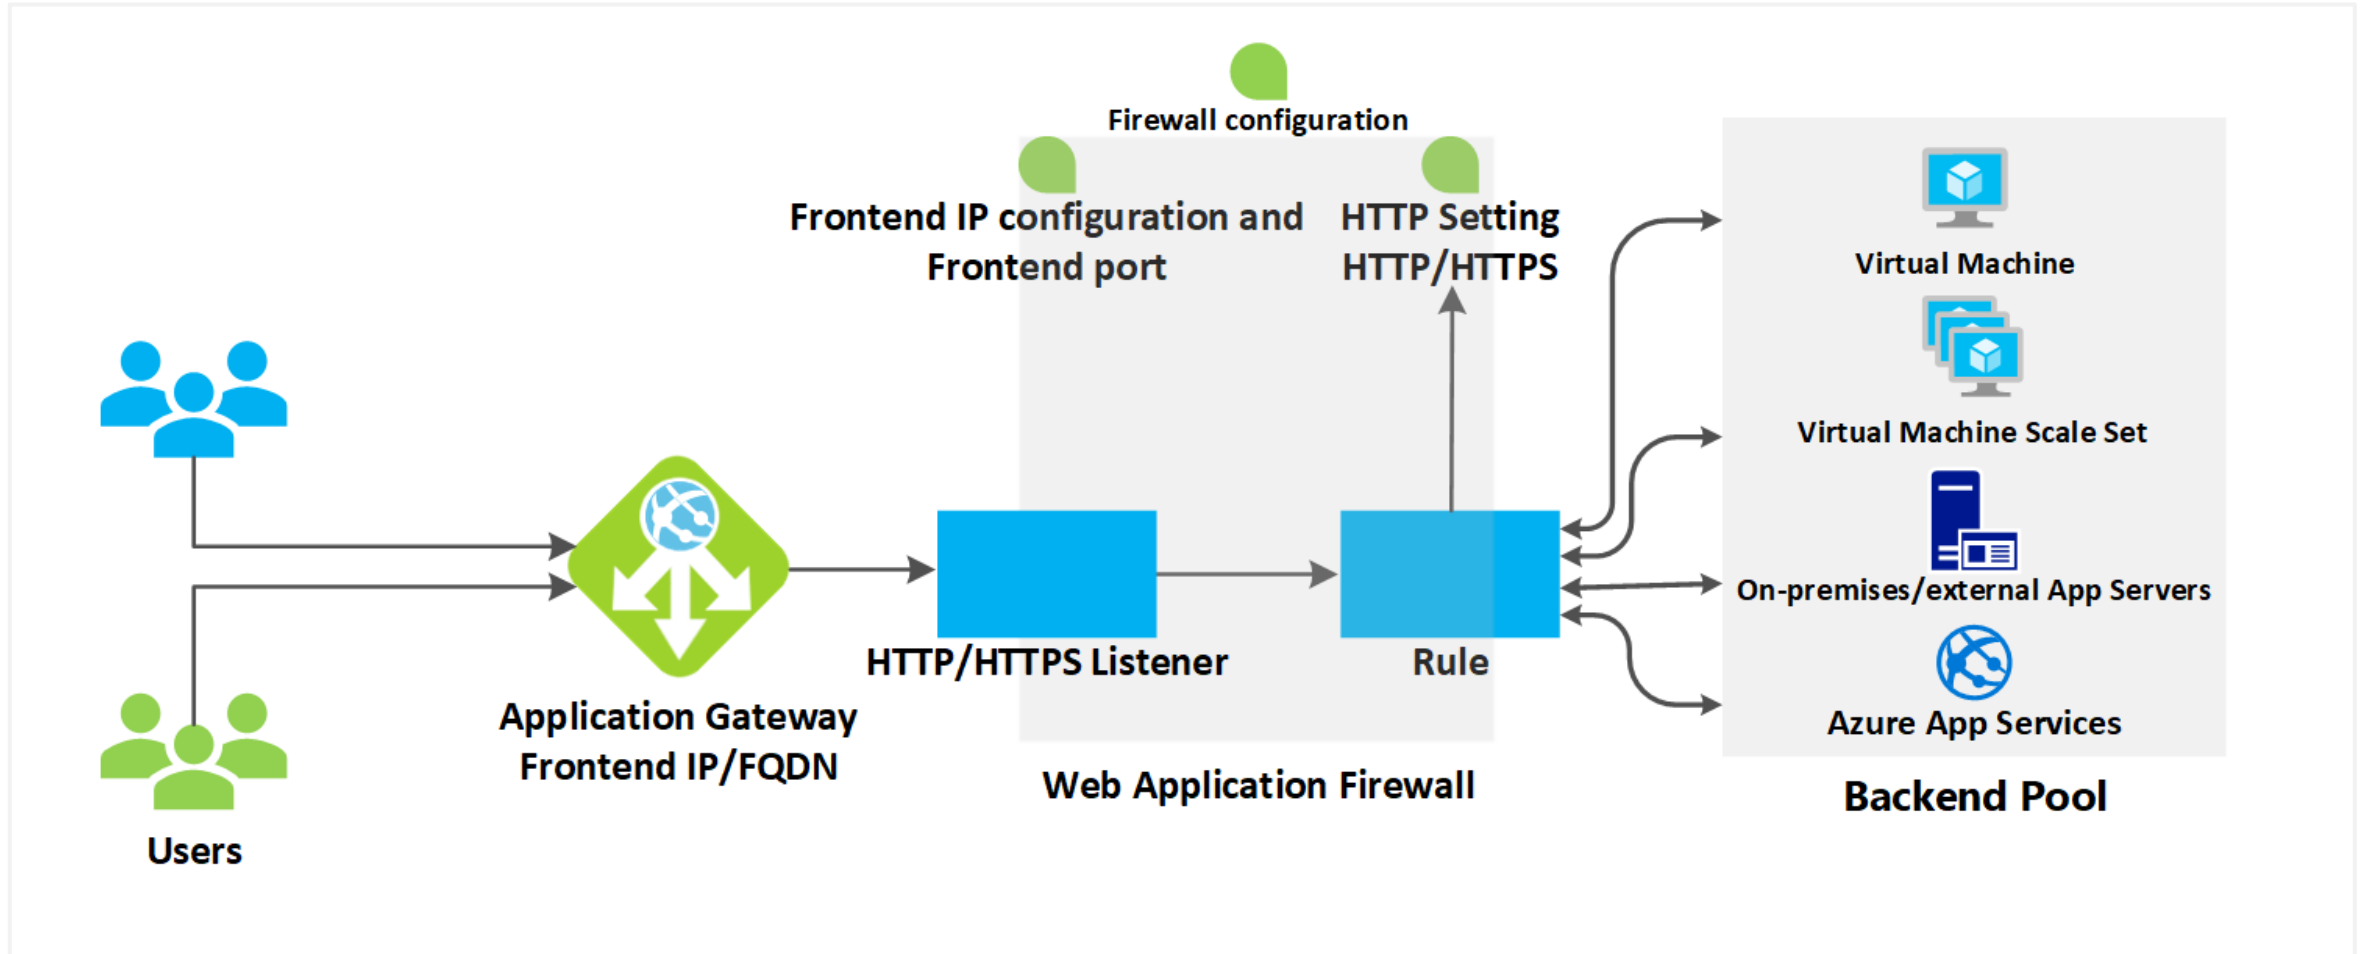 Firewall configuration
Frontend IP configuration and
Frontend port
HTTP Setting
HTTP/HTTPS
Virtual Machine
Virtual Machine Scale Set
On-premises/external App Servers
Azure App Services
Backend Pool
HTTP/HTTPS Listener
Rule
Application Gateway
Frontend IP/FQDN
Web Application Firewall
Users